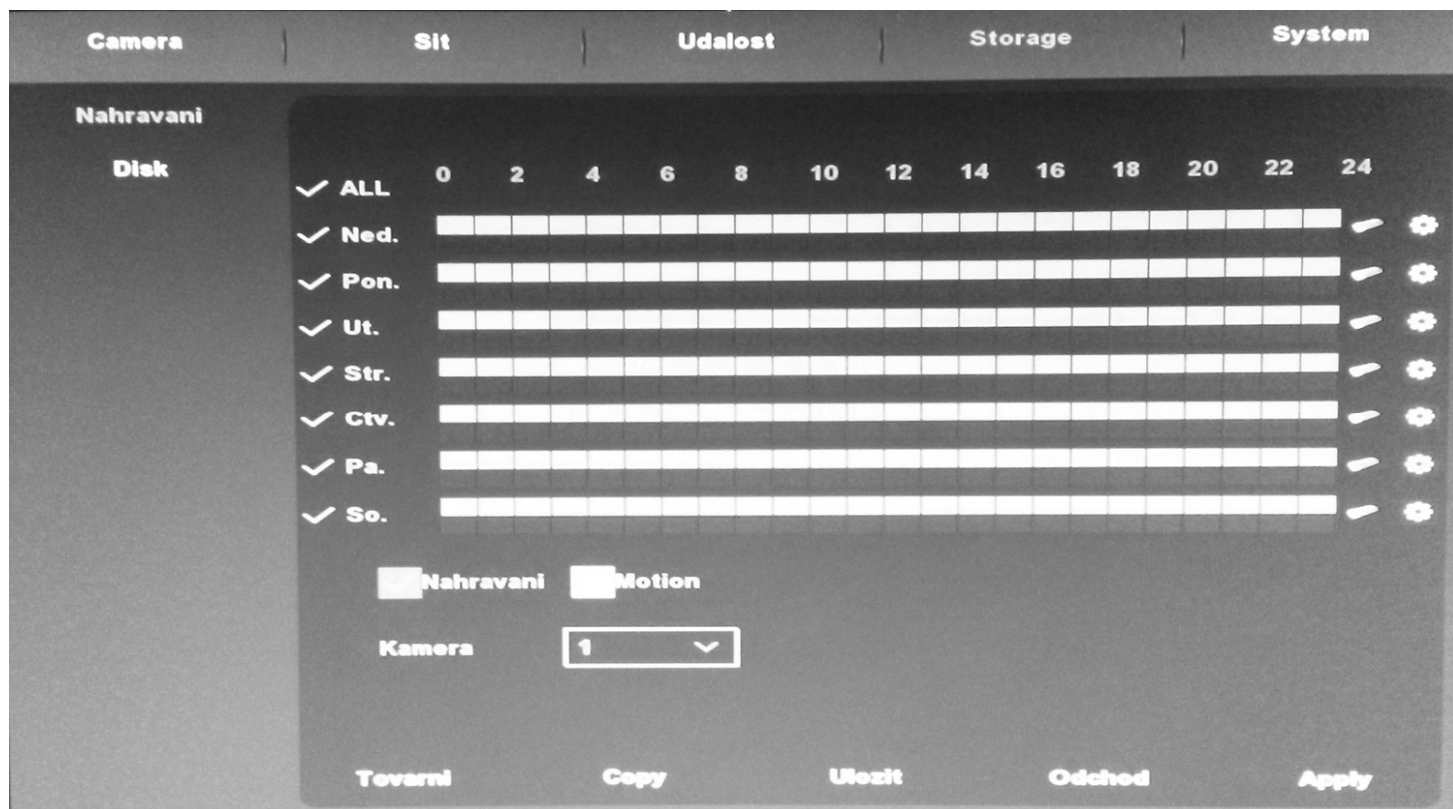 Camera Sit Udalost Storage System
Nahravani
Disk
0 2 4 6 8 10 12 14 16 18 20 22 24
ALL
Ned.
Pon.
Ut.
Str.
Ctv.
Pa.
So.
Nahravani Motion
Kamera 1
Tovarni Copy Ulozit Odchod Apply